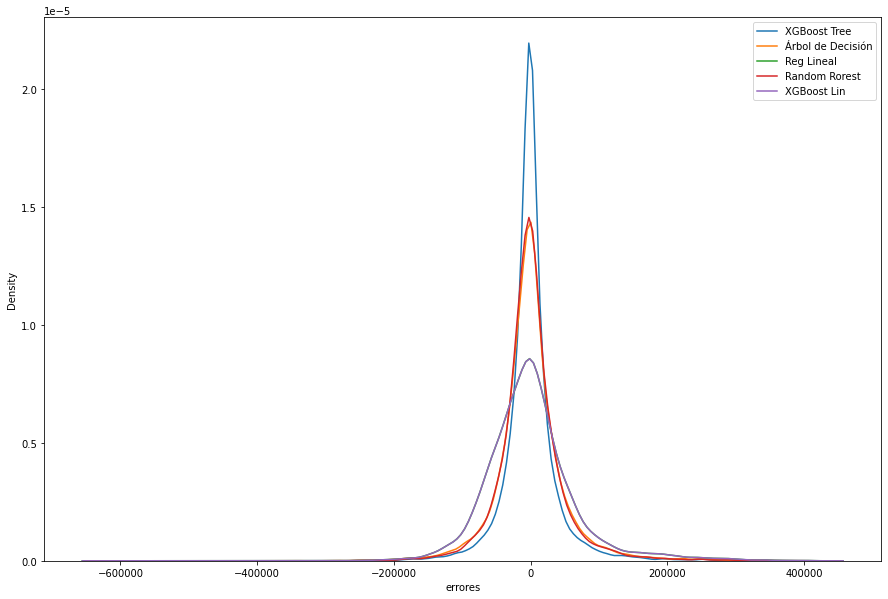 1e−5
XGBoost Tree
Árbol de Decisión
Reg Lineal
Random Rorest
XGBoost Lin
2.0
1.5
1.0
0.5
0.0
Density
−600000 −400000 −200000 0 200000 400000
errores